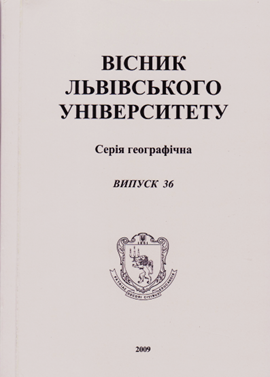 ВІСНИК
ЛЬВІВСЬКОГО
УНІВЕРСИТЕТУ
Серія географічна
ВИПУСК 36
2009